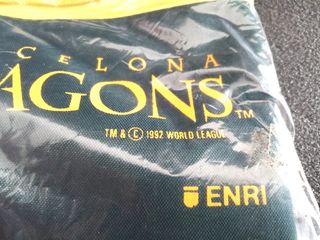 CELONA
AGONS™
TM & © 1992 WORLD LEAGUE
ENRI